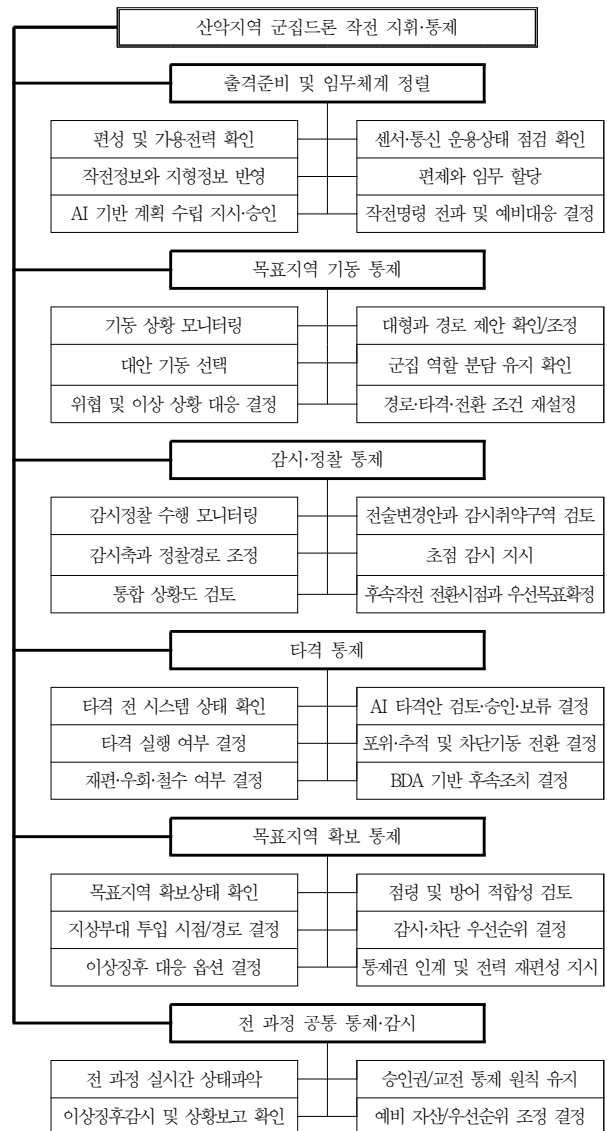 산악지역 군집드론 작전 지휘·통제
출격준비 및 임무체계 정렬
편성 및 가용전력 확인
센서·통신 운용상태 점검 확인
작전정보와 지형정보 반영
편제와 임무 할당
AI 기반 계획 수립 지시·승인
작전명령 전파 및 예비대응 결정
목표지역 기동 통제
기동 상황 모니터링
대형과 경로 제안 확인/조정
대안 기동 선택
군집 역할 분담 유지 확인
위협 및 이상 상황 대응 결정
경로·타격·전환 조건 재설정
감시·정찰 통제
감시정찰 수행 모니터링
전술변경안과 감시취약구역 검토
감시축과 정찰경로 조정
초점 감시 지시
통합 상황도 검토
후속작전 전환시점과 우선목표확정
타격 통제
타격 전 시스템 상태 확인
AI 타격안 검토·승인·보류 결정
타격 실행 여부 결정
포위·추적 및 차단기동 전환 결정
재편·우회·철수 여부 결정
BDA 기반 후속조치 결정
목표지역 확보 통제
목표지역 확보상태 확인
점령 및 방어 적합성 검토
지상부대 투입 시점/경로 결정
감시·차단 우선순위 결정
이상징후 대응 옵션 결정
통제권 인계 및 전력 재편성 지시
전 과정 공통 통제·감시
전 과정 실시간 상태파악
승인권/교전 통제 원칙 유지
이상징후감시 및 상황보고 확인
예비 자산/우선순위 조정 결정